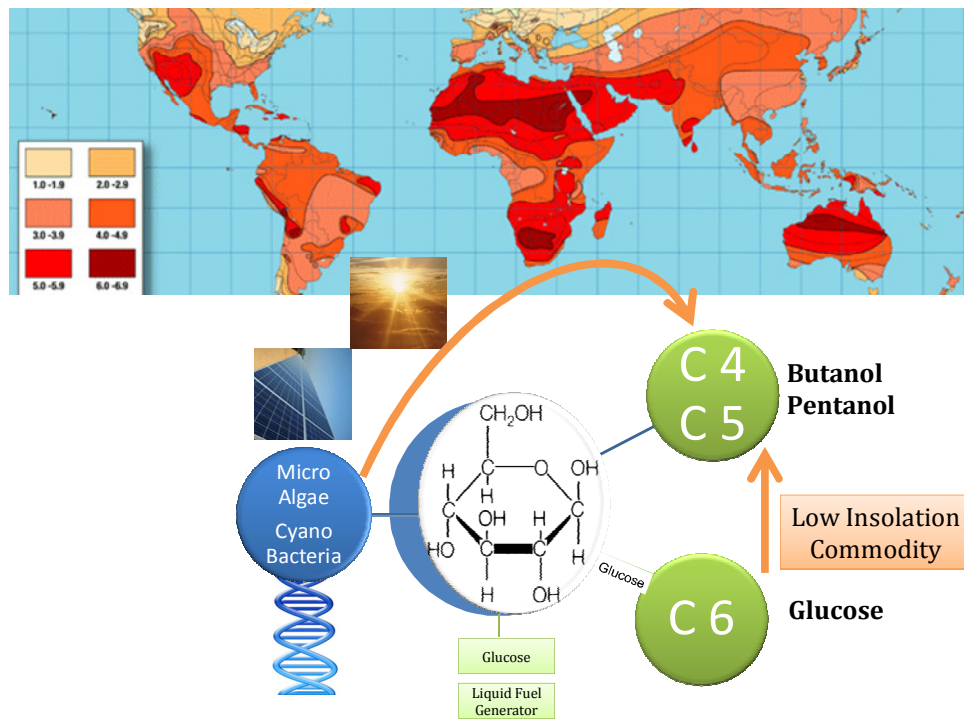 1.0 -1.9
2.0 -2.9
3.0 -3.9
4.0 -4.9
5.0 -5.9
6.0 -6.9
C 4
C 5
Butanol
Pentanol
Micro
Algae
Cyano
Bacteria
CH2OH
H
C
O
OH
H
H
C
C
OH
H
HO
H
C
C
H
OH
Low Insolation
Commodity
Glucose
C 6
Glucose
Glucose
Liquid Fuel
Generator